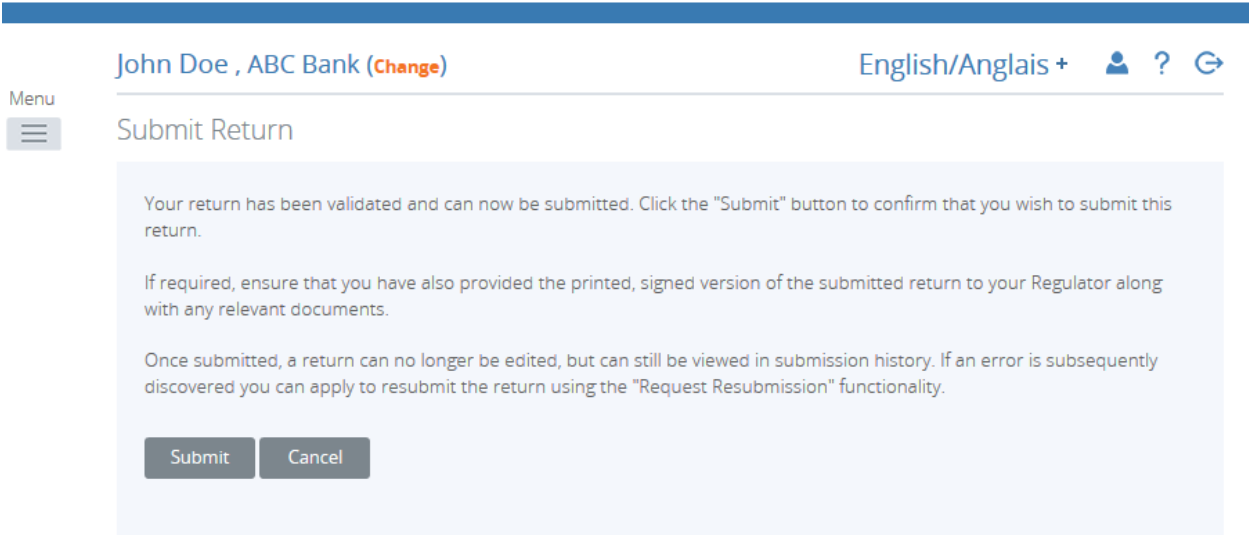 John Doe , ABC Bank (Change)
English/Anglais +
?
Menu
Submit Return
Your return has been validated and can now be submitted. Click the "Submit" button to confirm that you wish to submit this
return.
If required, ensure that you have also provided the printed, signed version of the submitted return to your Regulator along
with any relevant documents.
Once submitted, a return can no longer be edited, but can still be viewed in submission history. If an error is subsequently
discovered you can apply to resubmit the return using the "Request Resubmission" functionality.
Submit
Cancel